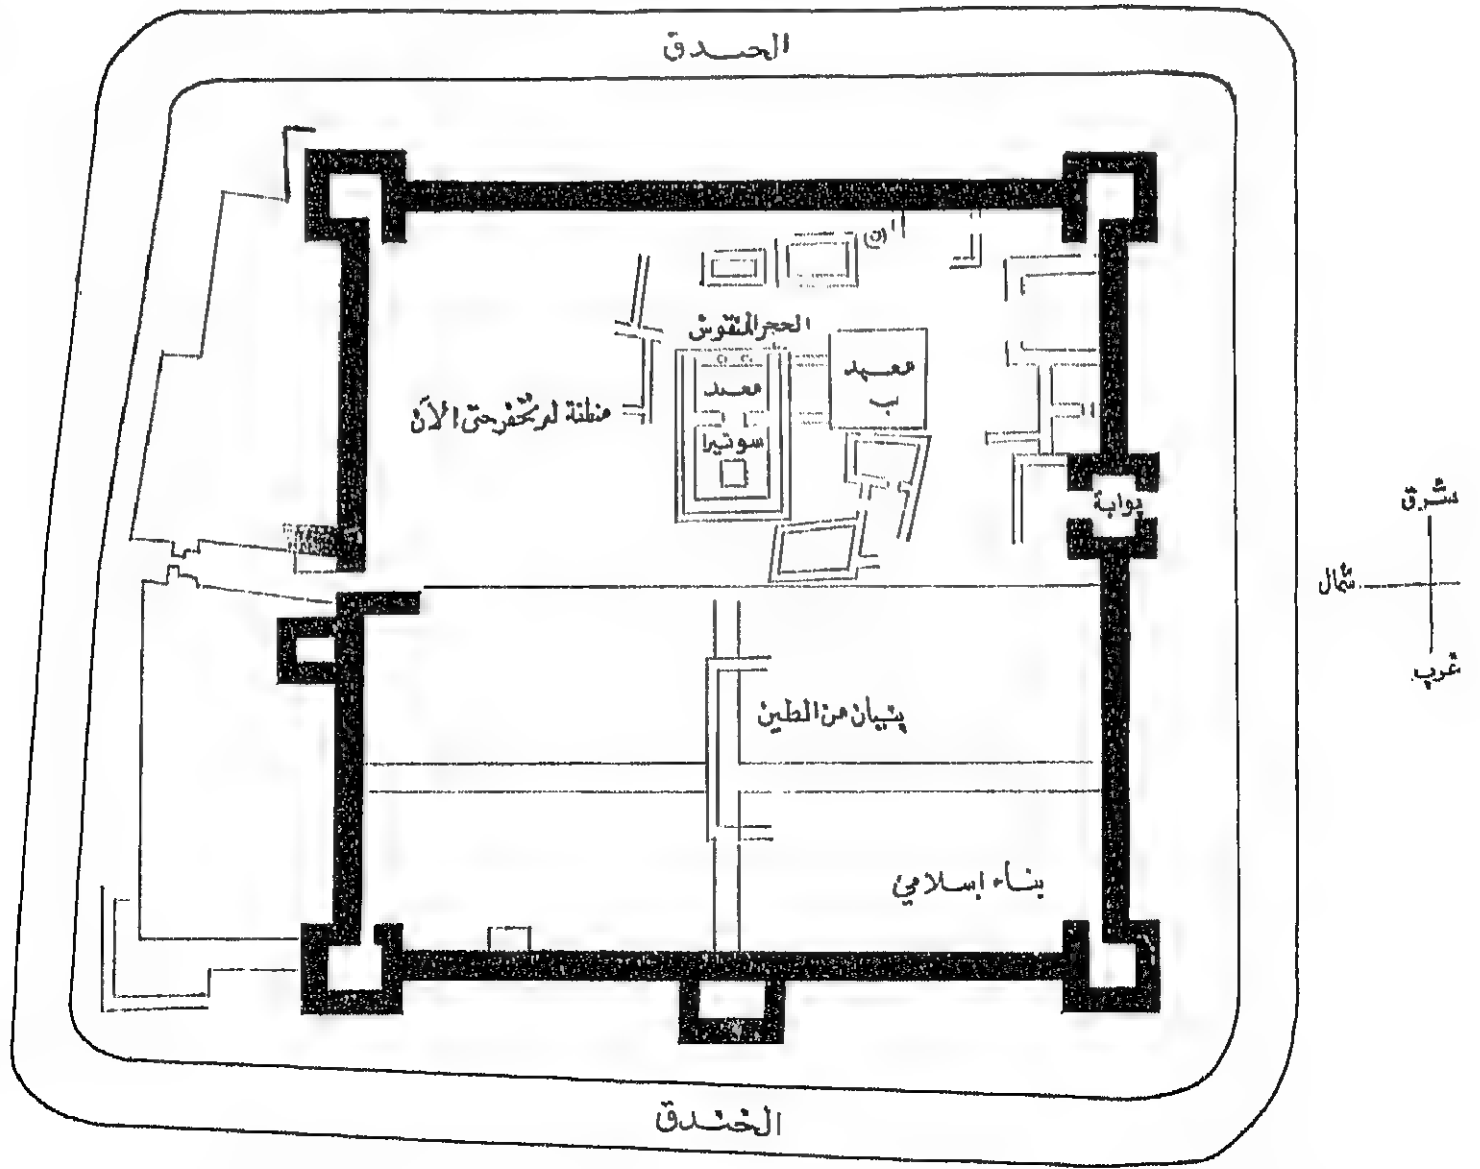 الخندق
الحجر المنقوش
معبد
سوتيرا
معبد
ب
منطقة لم تحفر حتى الآن
بوابة
شرق
شمال
غرب
بنيان من الطين
بناء إسلامي
الخندق